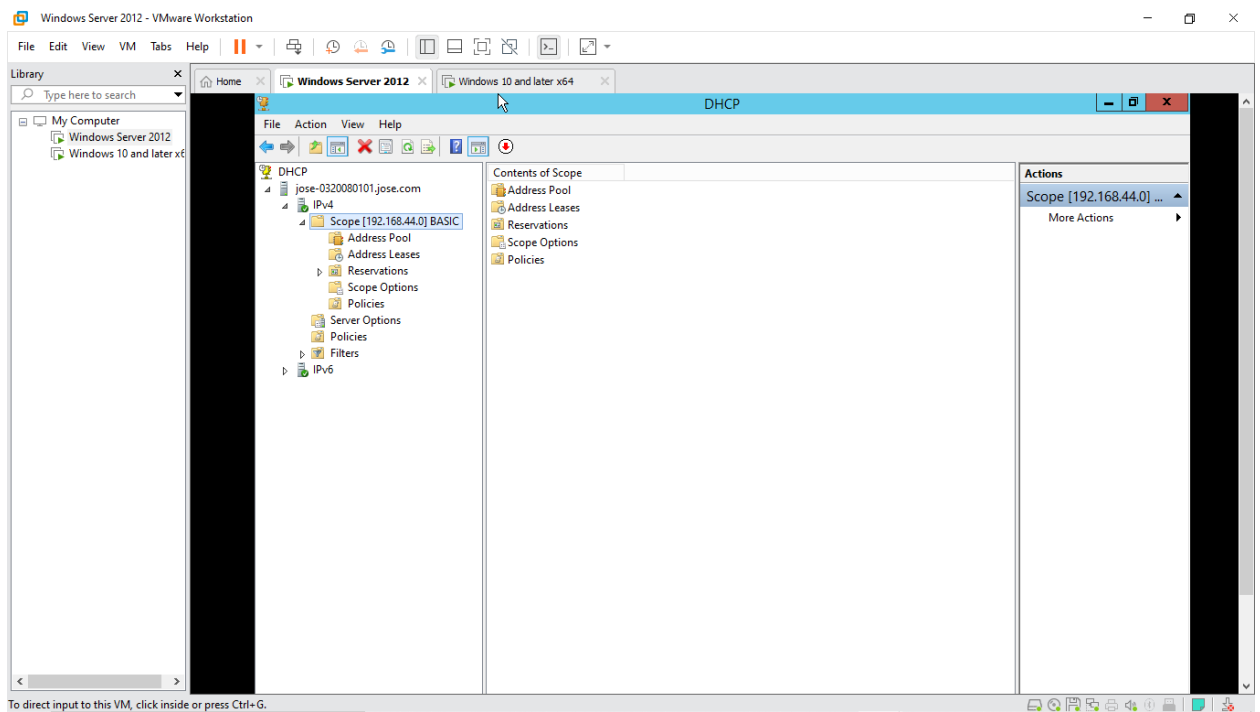 Windows Server 2012 - VMware Workstation
File Edit View VM Tabs Help
Library
Type here to search
My Computer
Windows Server 2012
Windows 10 and later x6
Home
Windows Server 2012
Windows 10 and later x64
DHCP
File Action View Help
DHCP
jose-0320080101.jose.com
IPv4
Scope [192.168.44.0] BASIC
Address Pool
Address Leases
Reservations
Scope Options
Policies
Server Options
Policies
Filters
IPv6
Contents of Scope
Address Pool
Address Leases
Reservations
Scope Options
Policies
Actions
Scope [192.168.44.0] ...
More Actions
To direct input to this VM, click inside or press Ctrl+G.